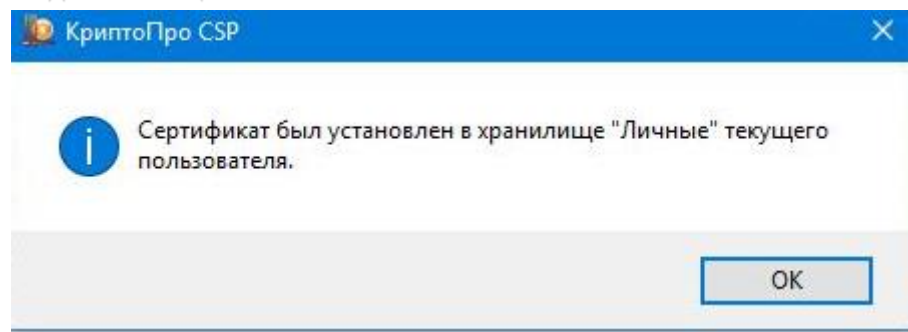 КриптоПро CSP
Сертификат был установлен в хранилище "Личные" текущего
пользователя.
OK